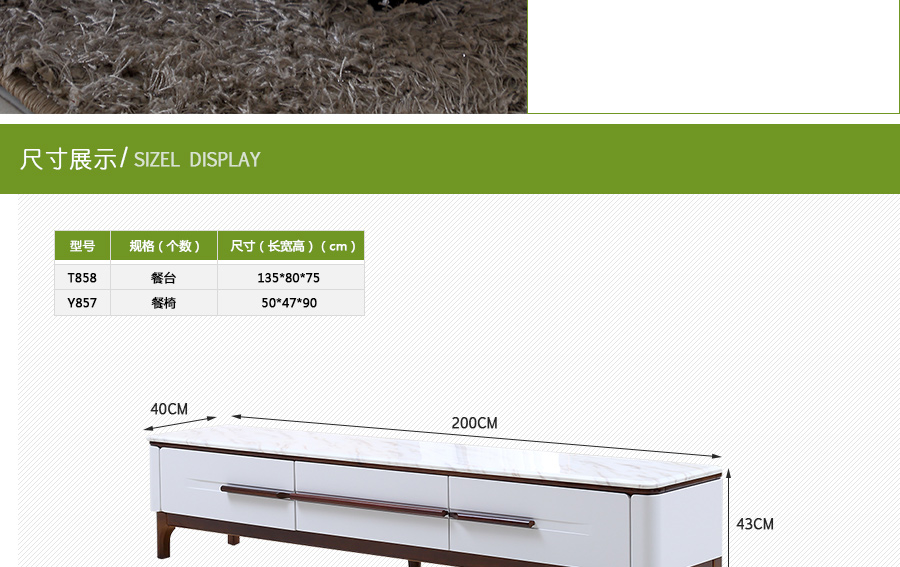 尺寸展示/ SIZEL DISPLAY
型号 规格(个数) 尺寸(长宽高)(cm)
T858 餐台 135*80*75
Y857 餐椅 50*47*90
40CM
200CM
43CM